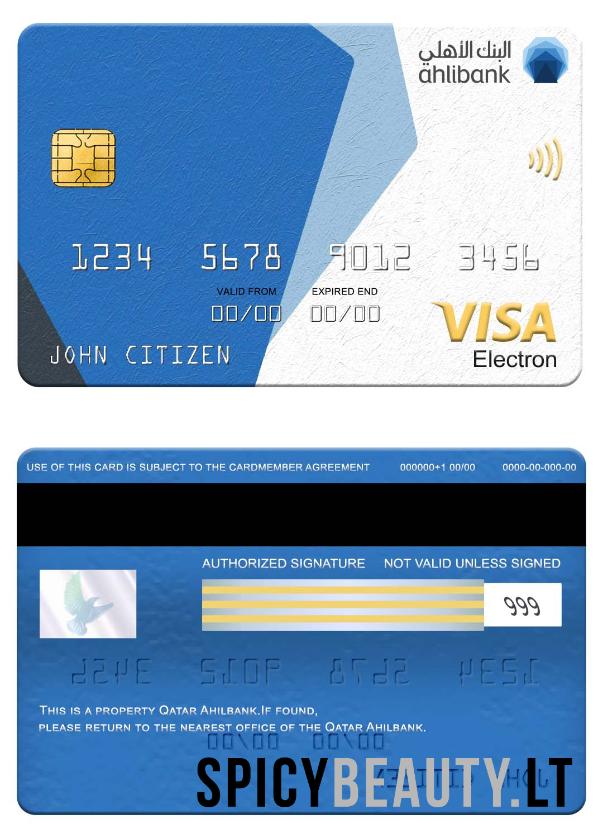 البنك الأهلي
ahlibank
1234 5678 9012 3456
VALID FROM EXPIRED END
00/00 00/00
JOHN CITIZEN
VISA
Electron
USE OF THIS CARD IS SUBJECT TO THE CARDMEMBER AGREEMENT 000000+1 00/00 0000-00-000-00
AUTHORIZED SIGNATURE NOT VALID UNLESS SIGNED
999
THIS IS A PROPERTY QATAR AHILBANK.IF FOUND,
PLEASE RETURN TO THE NEAREST OFFICE OF THE QATAR AHILBANK.
SPICYBEAUTY.LT